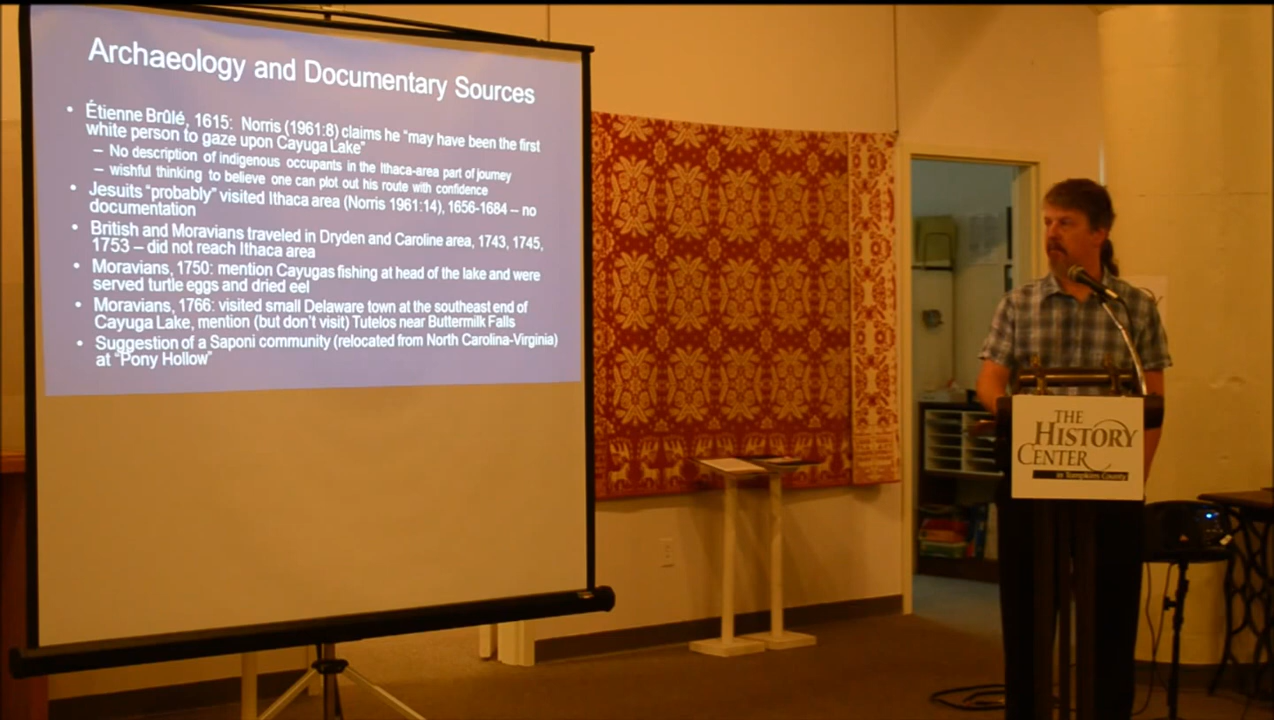 Archaeology and Documentary Sources
• Étienne Brûlé, 1615: Norris (1961:8) claims he "may have been the first
white person to gaze upon Cayuga Lake"
– No description of indigenous occupants in the Ithaca-area part of journey
– wishful thinking to believe one can plot out his route with confidence
• Jesuits "probably" visited Ithaca area (Norris 1961:14), 1656-1684 – no
documentation
• British and Moravians traveled in Dryden and Caroline area, 1743, 1745,
1753 – did not reach Ithaca area
• Moravians, 1750: mention Cayugas fishing at head of the lake and were
served turtle eggs and dried eel
• Moravians, 1766: visited small Delaware town at the southeast end of
Cayuga Lake, mention (but don't visit) Tutelos near Buttermilk Falls
• Suggestion of a Saponi community (relocated from North Carolina-Virginia)
at "Pony Hollow"
THE
HISTORY
CENTER
in Tompkins County